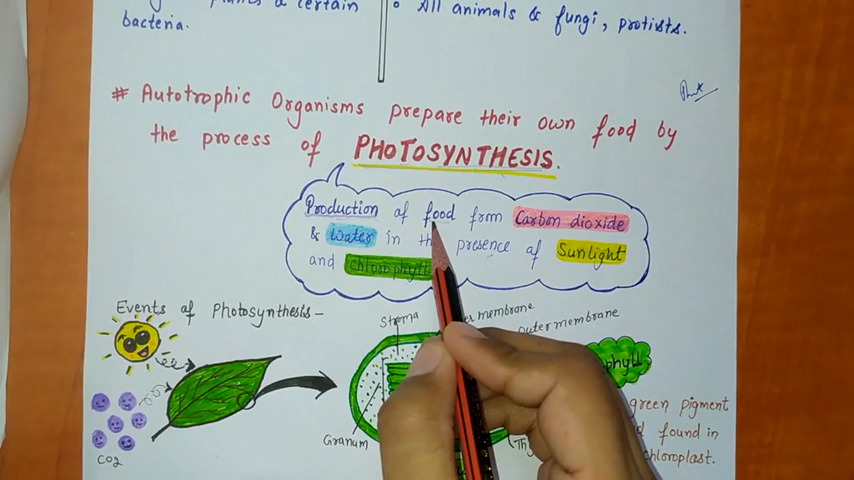 plants & certain
bacteria.
All animals & fungi, protists.
# Autotrophic Organisms prepare their own food by
the process of PHOTOSYNTHESIS.
Production of food from Carbon dioxide
& Water in the presence of Sunlight
and chlorophyll
Events of Photosynthesis -
Stroma
membrane
outer membrane
Granum
CO2
green pigment
found in
chloroplast.